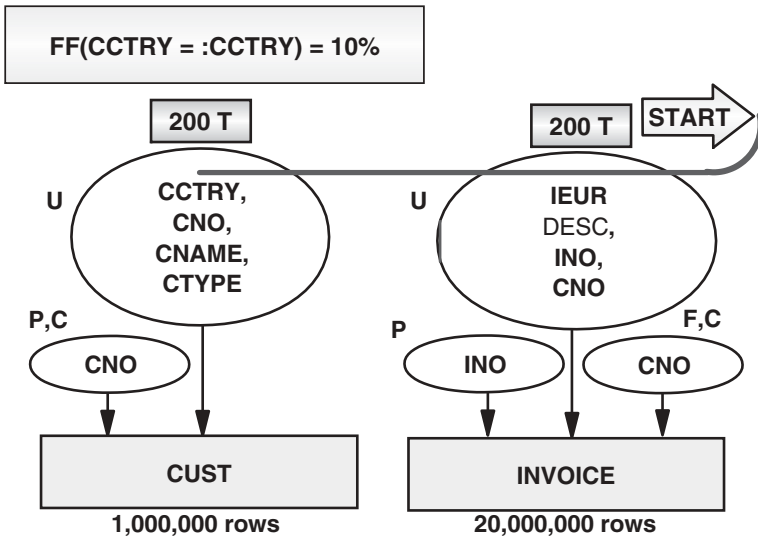 FF(CCTRY = :CCTRY) = 10%
200 T
200 T
START
U
CCTRY,
CNO,
CNAME,
CTYPE
U
IEUR
DESC,
INO,
CNO
P,C
CNO
P
INO
F,C
CNO
CUST
INVOICE
1,000,000 rows
20,000,000 rows